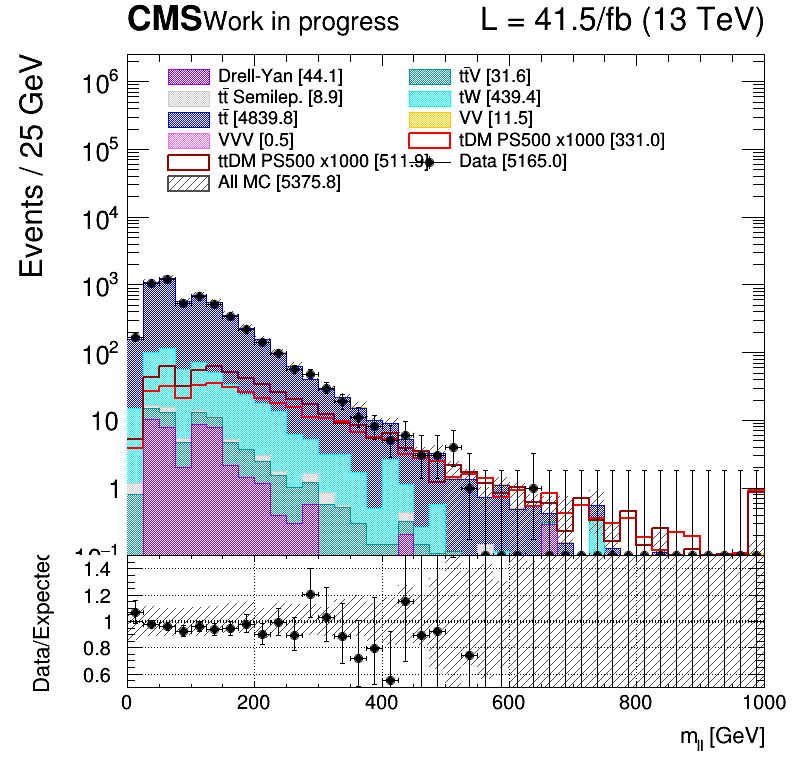 CMS Work in progress L = 41.5/fb (13 TeV)
Events / 25 GeV
Drell-Yan [44.1] tt̄V [31.6]
tt̄ Semilep. [8.9] tW [439.4]
tt̄ [4839.8] VV [11.5]
VVV [0.5] tDM PS500 x1000 [331.0]
ttDM PS500 x1000 [511.9] Data [5165.0]
All MC [5375.8]
10⁶
10⁵
10⁴
10³
10²
10
1
10⁻¹
Data/Expected
1.4
1.2
1
0.8
0.6
0 200 400 600 800 1000
m_ll [GeV]